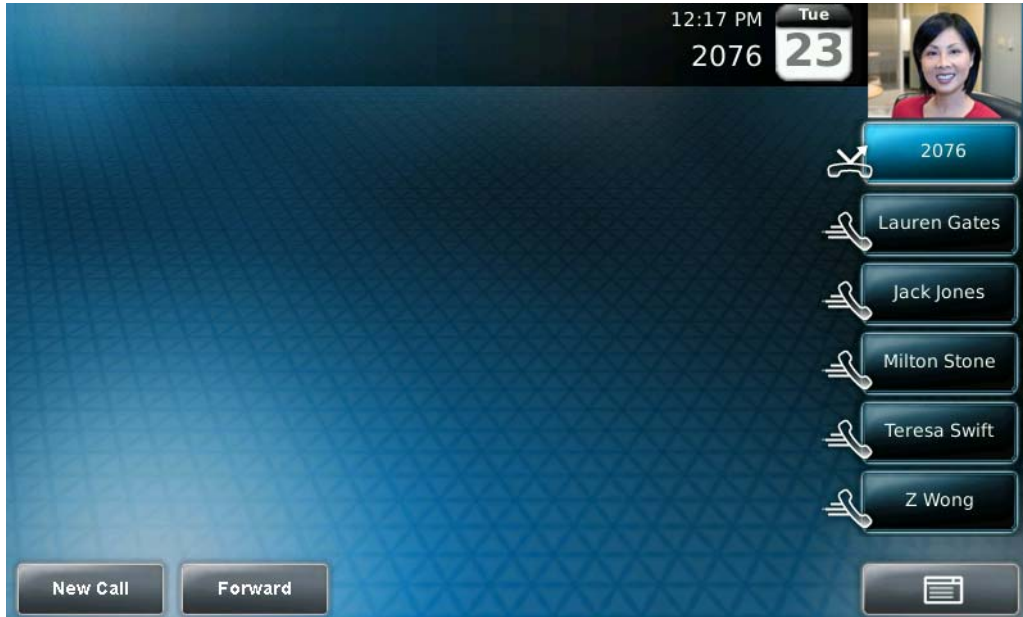 12:17 PM
2076
Tue
23
2076
Lauren Gates
Jack Jones
Milton Stone
Teresa Swift
Z Wong
New Call
Forward